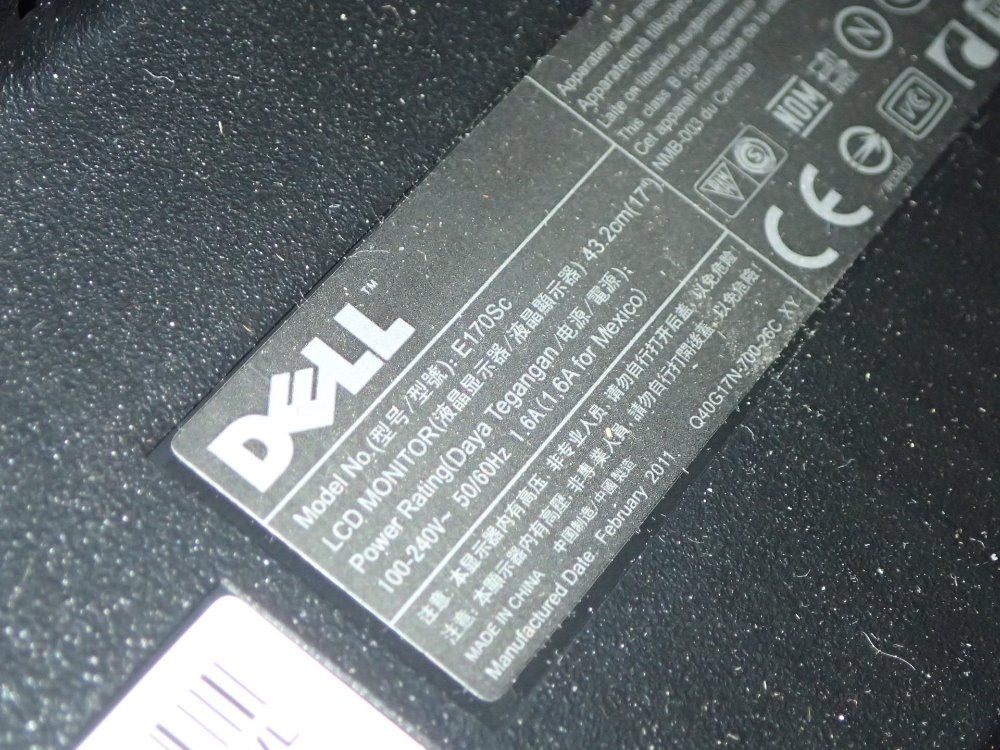 DELL™
Model No.(型号/型號): E170Sc
LCD MONITOR(液晶显示器/液晶顯示器) 43.2cm(17")
Power Rating(Daya Tegangan/电源/電源):
100-240V~ 50/60Hz 1.6A(1.6A for Mexico)
注意: 本显示器内有高压, 非专业人员, 请勿自行打开后盖, 以免危险!
注意: 本顯示器內有高壓, 非專業人員, 請勿自行打開後蓋, 以免危險!
MADE IN CHINA 中国制造/中國製造
Manufactured Date February 2011
Q40G17N-700-26C XY
Apparaten skall
This class B digital
Cet appareil numérique de la
NMB-003 du Canada
NOM
N
S
CE
L